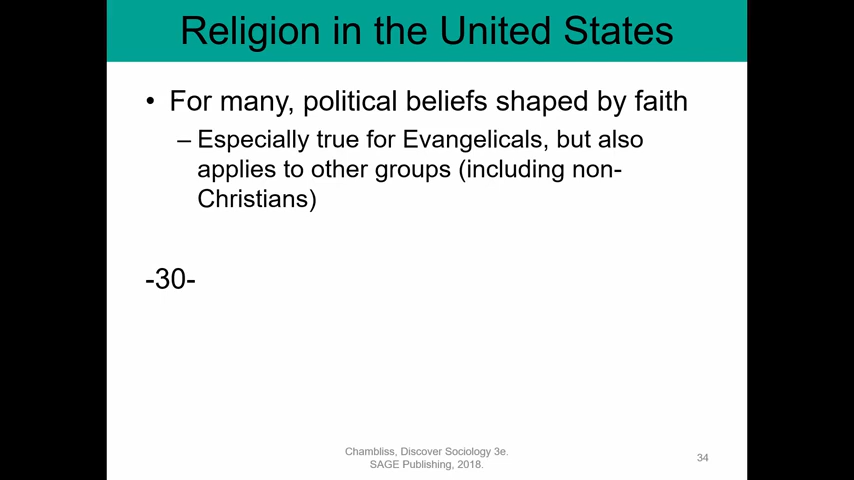 Religion in the United States
• For many, political beliefs shaped by faith
– Especially true for Evangelicals, but also
applies to other groups (including non-
Christians)
-30-
Chambliss, Discover Sociology 3e.
SAGE Publishing, 2018.
34